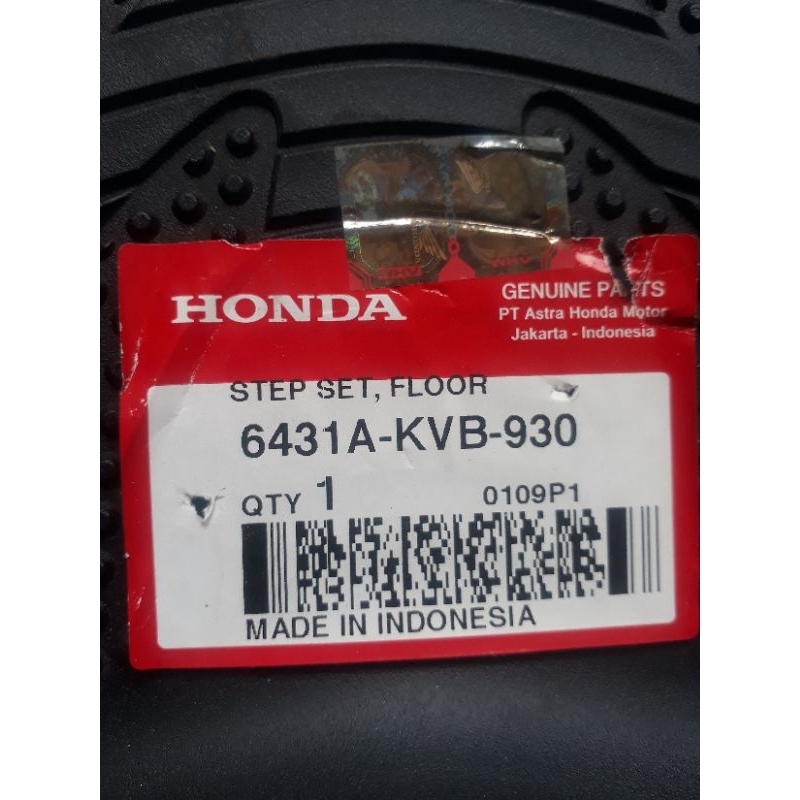 HONDA
GENUINE PARTS
PT Astra Honda Motor
Jakarta - Indonesia
STEP SET, FLOOR
6431A-KVB-930
QTY 1 0109P1
MADE IN INDONESIA